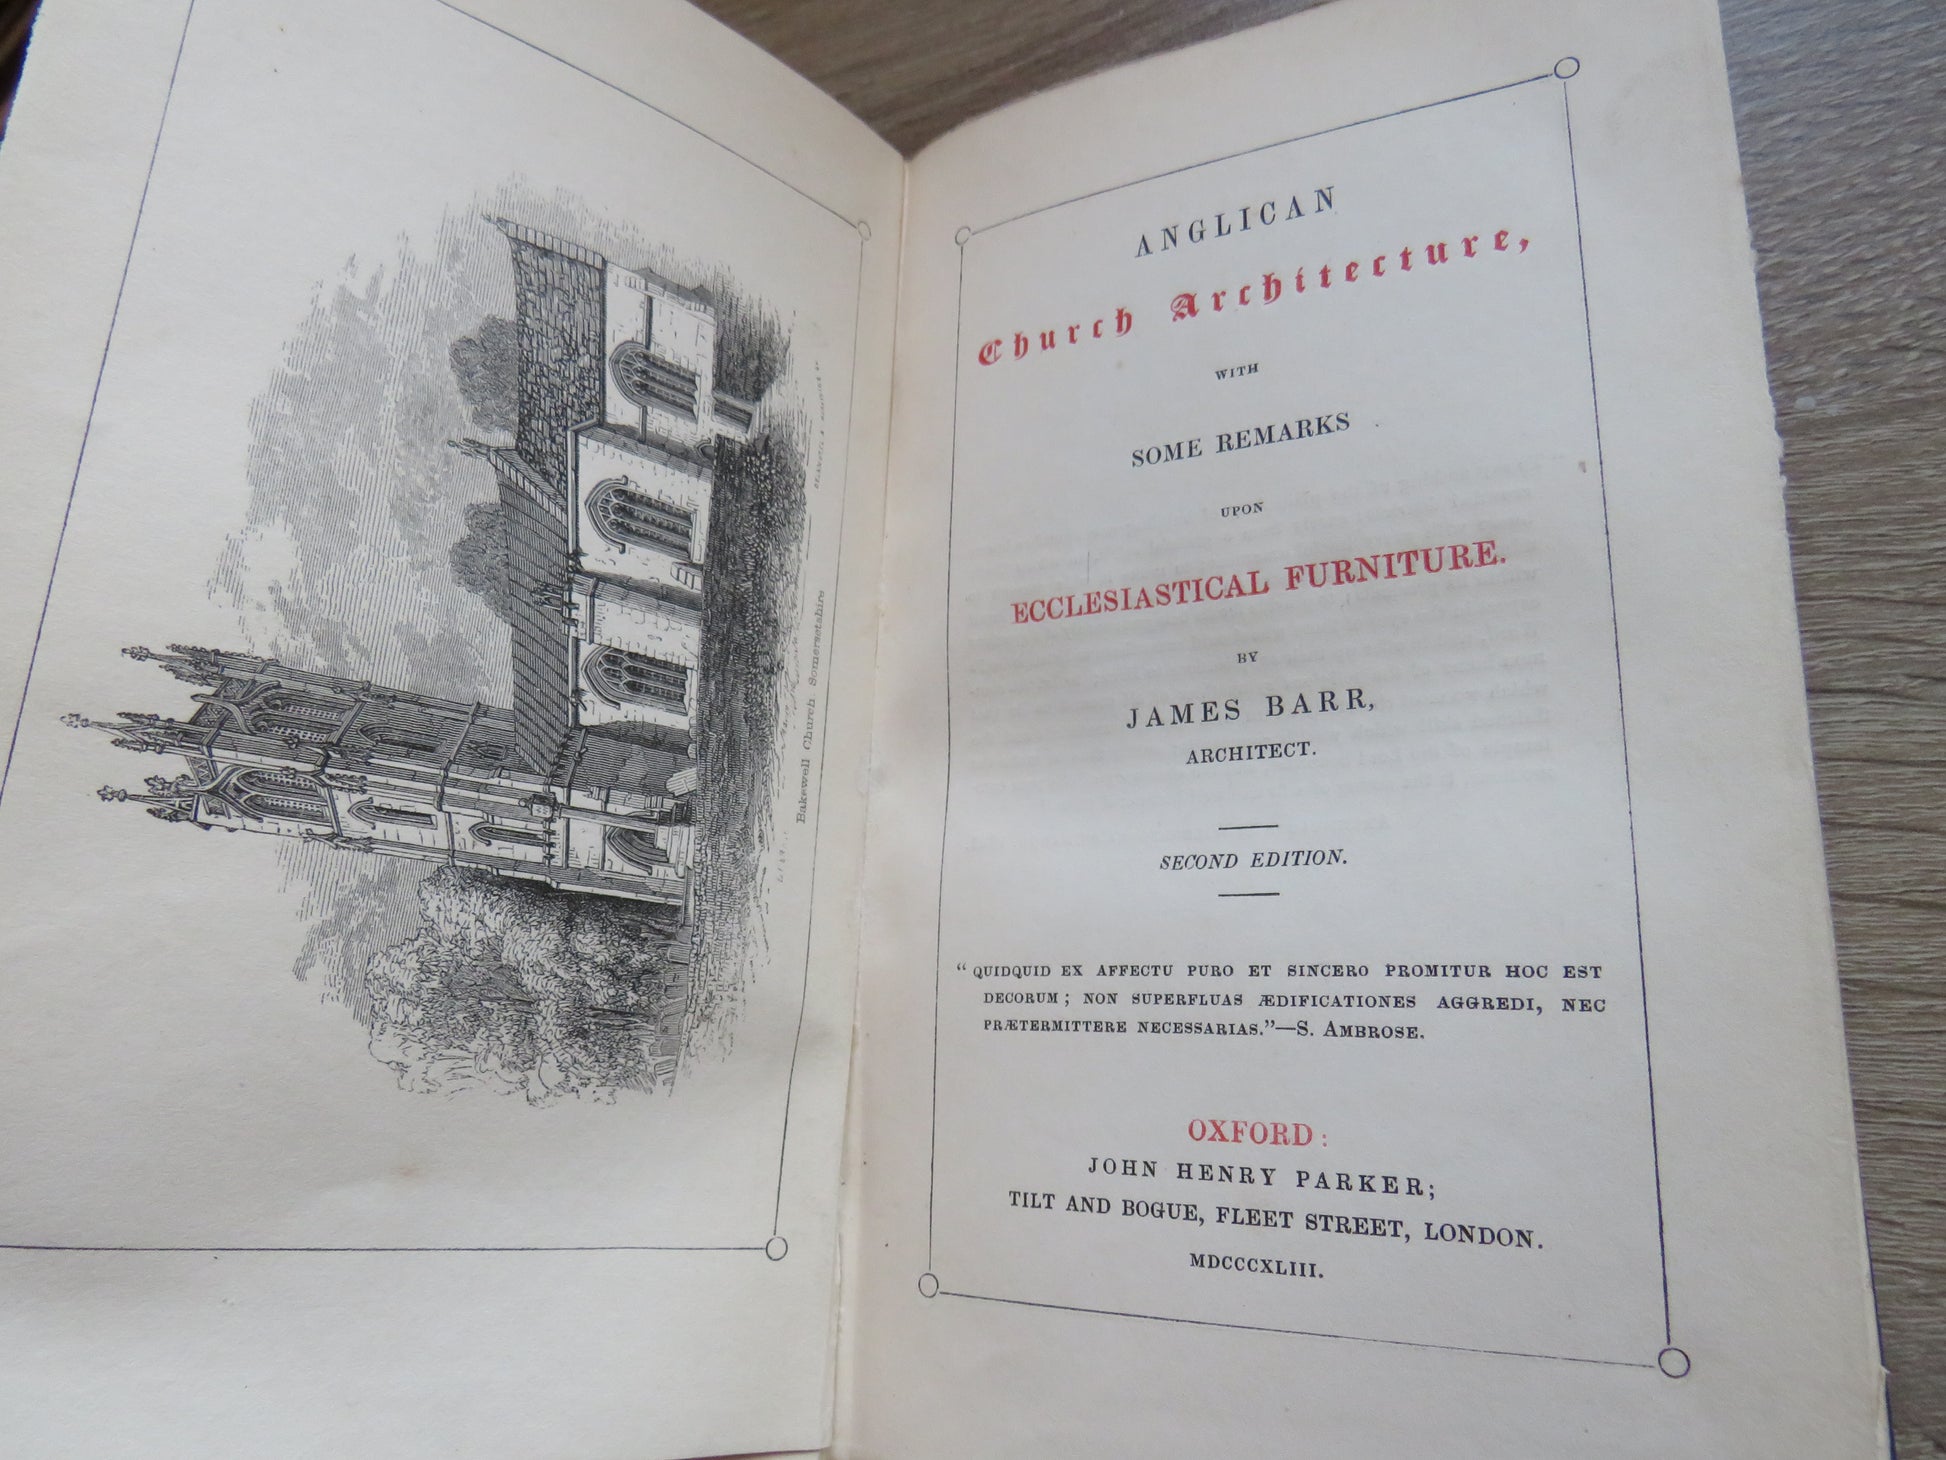 Bakewell Church Somersetshire
ANGLICAN
Church Architecture,
WITH
SOME REMARKS
UPON
ECCLESIASTICAL FURNITURE.
BY
JAMES BARR,
ARCHITECT.
SECOND EDITION.
“QUIDQUID EX AFFECTU PURO ET SINCERO PROMITUR HOC EST
DECORUM; NON SUPERFLUAS ÆDIFICATIONES AGGREDI, NEC
PRÆTERMITTERE NECESSARIAS.”—S. AMBROSE.
OXFORD:
JOHN HENRY PARKER;
TILT AND BOGUE, FLEET STREET, LONDON.
MDCCCXLIII.